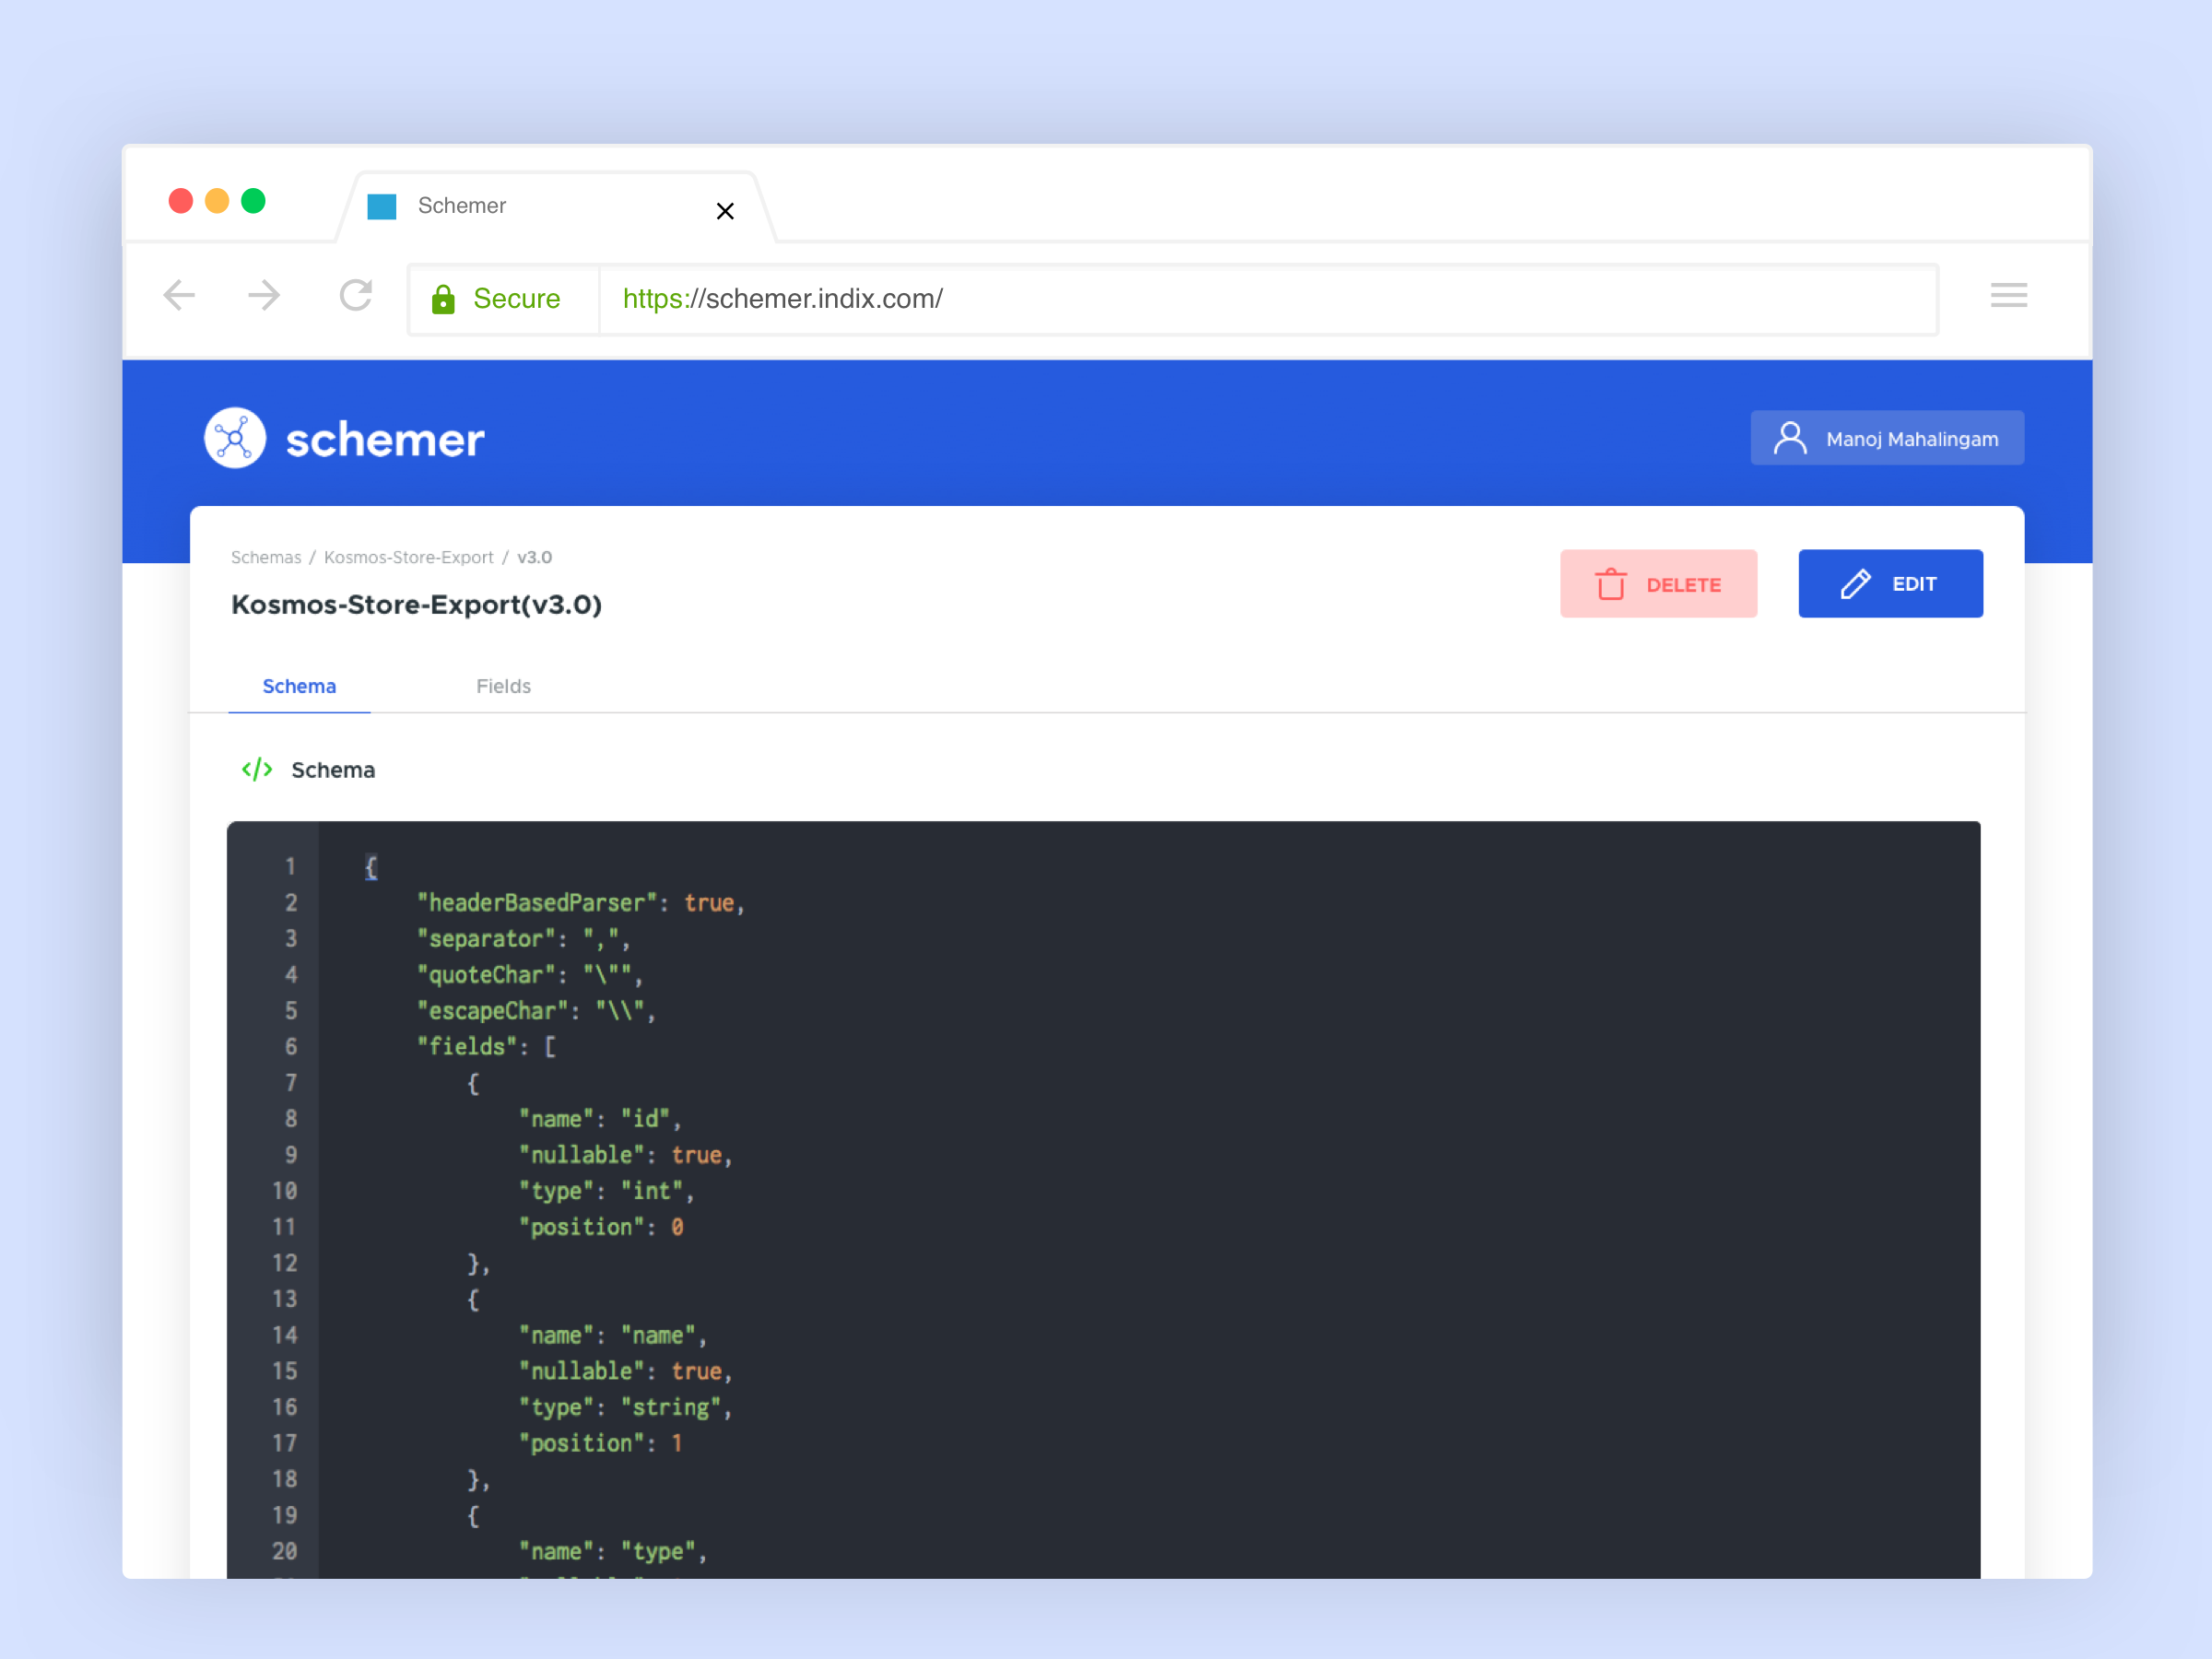 Schemer
Secure https://schemer.indix.com/
schemer
Manoj Mahalingam
Schemas / Kosmos-Store-Export / v3.0
Kosmos-Store-Export(v3.0)
DELETE
EDIT
Schema Fields
</> Schema
1 {
2 "headerBasedParser": true,
3 "separator": ",",
4 "quoteChar": "\"",
5 "escapeChar": "\\",
6 "fields": [
7 {
8 "name": "id",
9 "nullable": true,
10 "type": "int",
11 "position": 0
12 },
13 {
14 "name": "name",
15 "nullable": true,
16 "type": "string",
17 "position": 1
18 },
19 {
20 "name": "type",